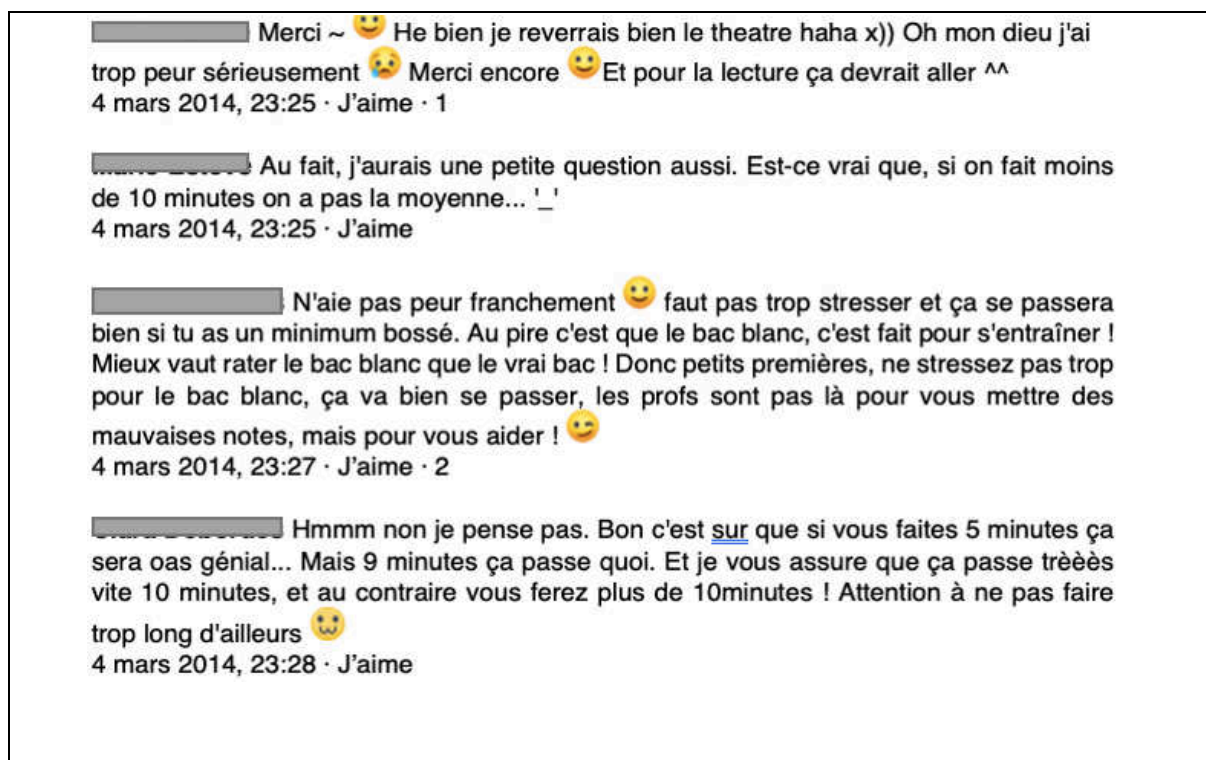 Merci ~ 🙂 He bien je reverrais bien le theatre haha x)) Oh mon dieu j'ai
trop peur sérieusement 😢 Merci encore 🙂Et pour la lecture ça devrait aller ^^
4 mars 2014, 23:25 · J’aime · 1
Au fait, j'aurais une petite question aussi. Est-ce vrai que, si on fait moins
de 10 minutes on a pas la moyenne... '_'
4 mars 2014, 23:25 · J’aime
N'aie pas peur franchement 🙂 faut pas trop stresser et ça se passera
bien si tu as un minimum bossé. Au pire c'est que le bac blanc, c'est fait pour s'entraîner !
Mieux vaut rater le bac blanc que le vrai bac ! Donc petits premières, ne stressez pas trop
pour le bac blanc, ça va bien se passer, les profs sont pas là pour vous mettre des
mauvaises notes, mais pour vous aider ! 😉
4 mars 2014, 23:27 · J’aime · 2
Hmmm non je pense pas. Bon c'est sur que si vous faites 5 minutes ça
sera oas génial... Mais 9 minutes ça passe quoi. Et je vous assure que ça passe trèèès
vite 10 minutes, et au contraire vous ferez plus de 10minutes ! Attention à ne pas faire
trop long d'ailleurs
4 mars 2014, 23:28 · J’aime